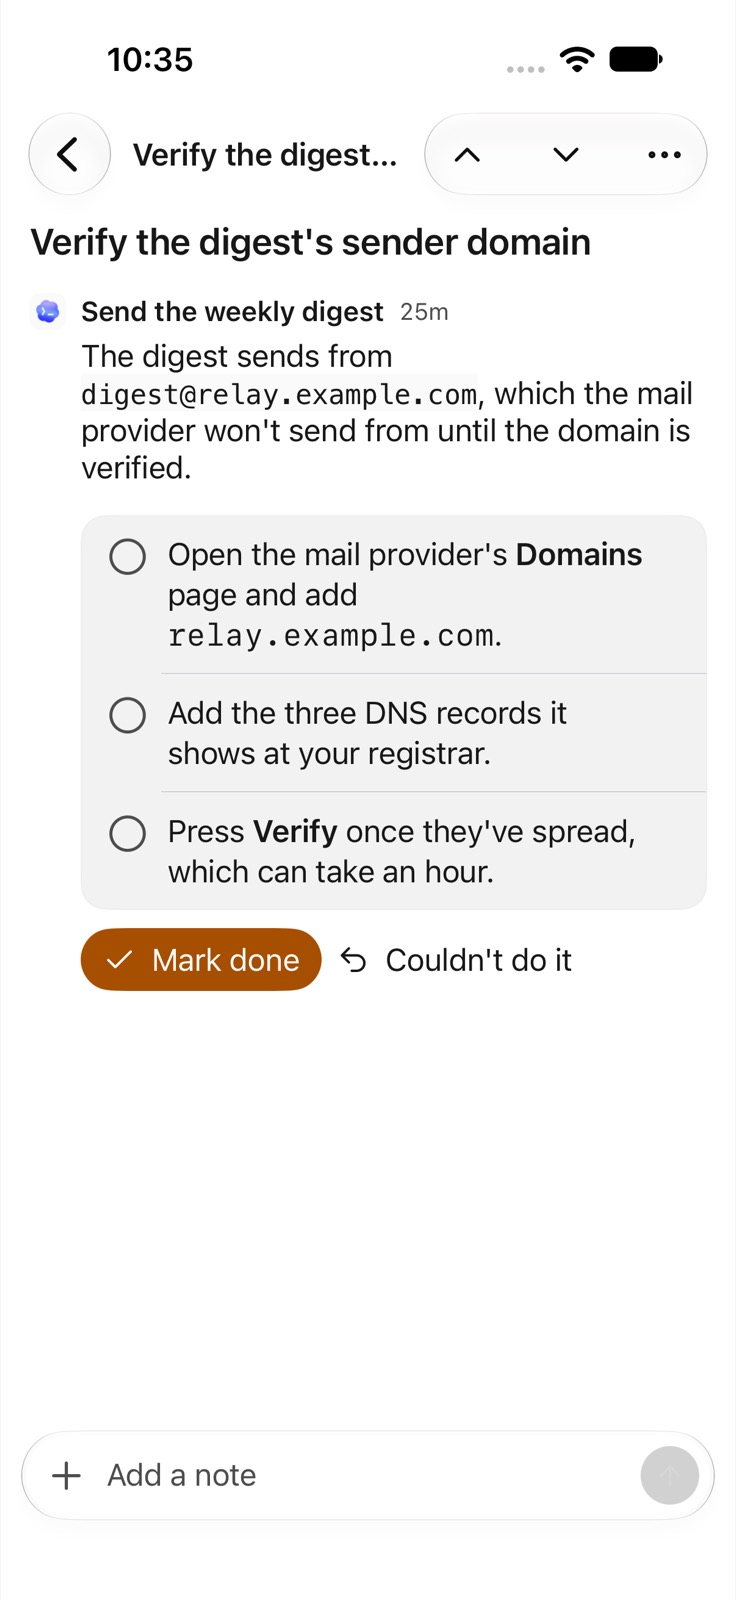 10:35
Verify the digest...
Verify the digest's sender domain
Send the weekly digest 25m
The digest sends from
digest@relay.example.com, which the mail
provider won't send from until the domain is
verified.
Open the mail provider's Domains
page and add
relay.example.com.
Add the three DNS records it
shows at your registrar.
Press Verify once they've spread,
which can take an hour.
Mark done Couldn't do it
Add a note